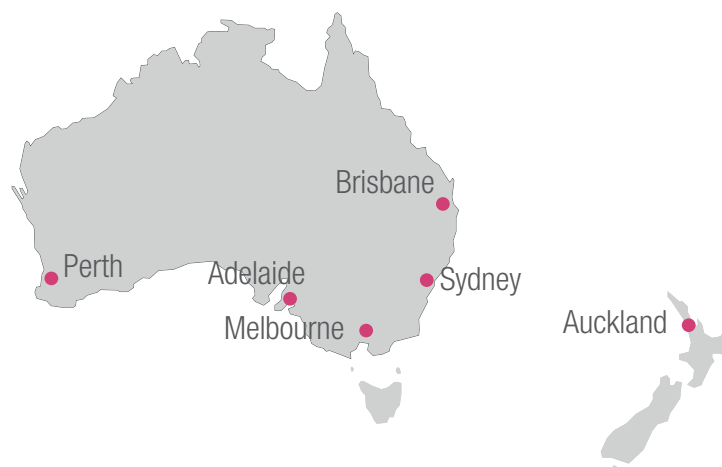 Brisbane
Perth
Adelaide
Sydney
Melbourne
Auckland